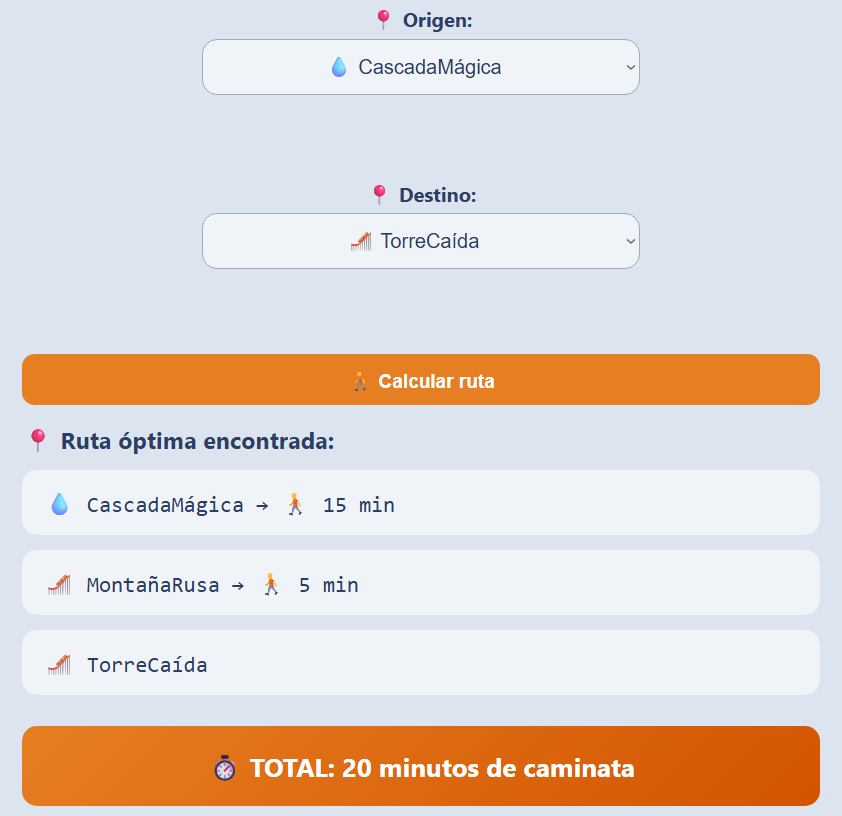 📍 Origen:
💧 CascadaMágica
📍 Destino:
🎢 TorreCaída
🚶 Calcular ruta
📍 Ruta óptima encontrada:
💧 CascadaMágica → 🚶 15 min
🎢 MontañaRusa → 🚶 5 min
🎢 TorreCaída
⏱️ TOTAL: 20 minutos de caminata